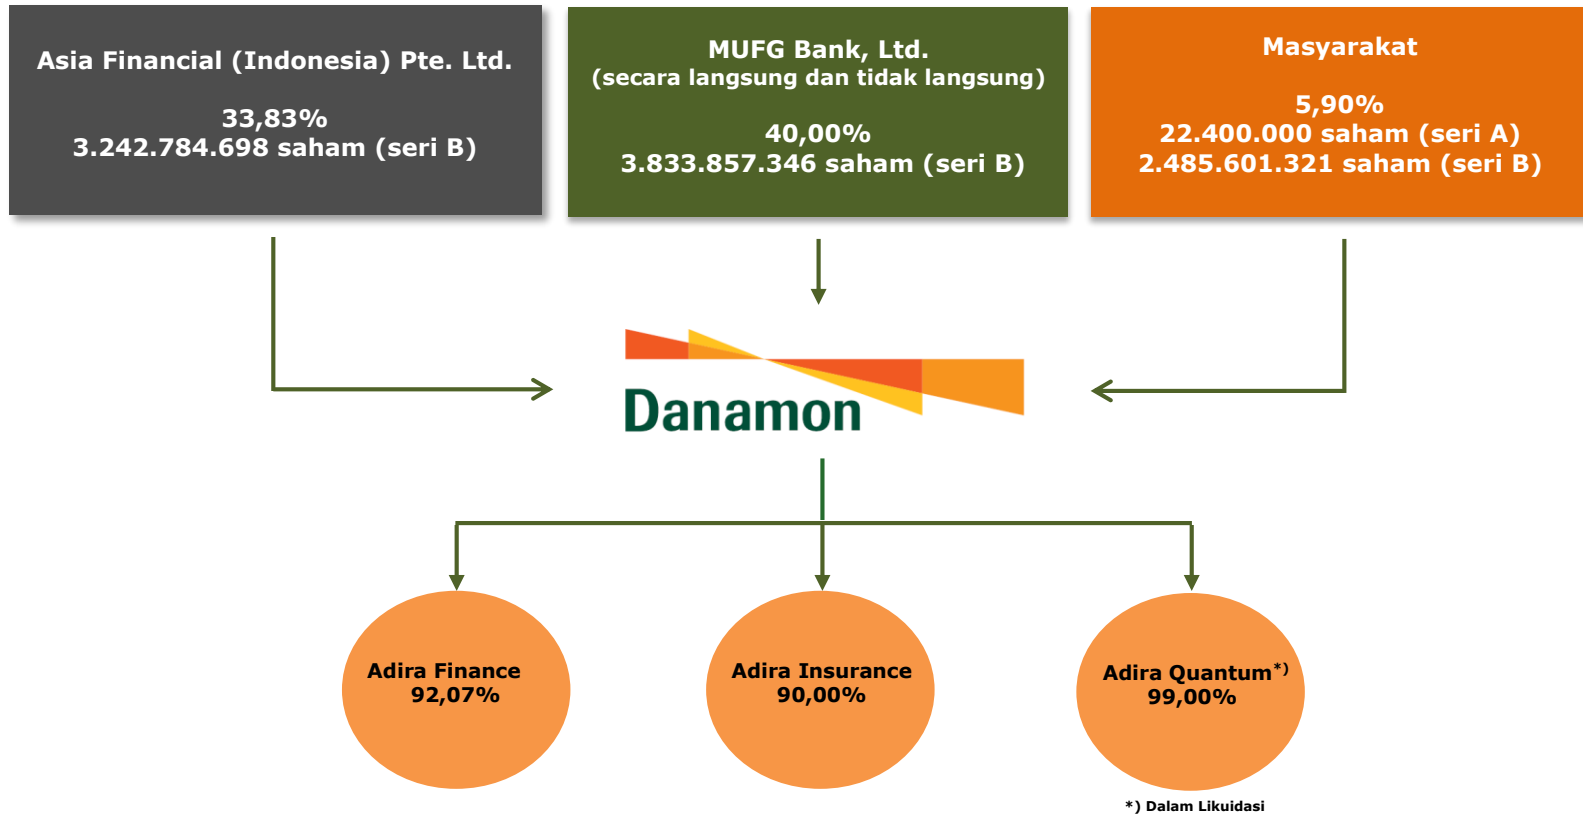 Asia Financial (Indonesia) Pte. Ltd.
33,83%
3.242.784.698 saham (seri B)
MUFG Bank, Ltd.
(secara langsung dan tidak langsung)
40,00%
3.833.857.346 saham (seri B)
Masyarakat
5,90%
22.400.000 saham (seri A)
2.485.601.321 saham (seri B)
Danamon
Adira Finance
92,07%
Adira Insurance
90,00%
Adira Quantum*)
99,00%
*) Dalam Likuidasi